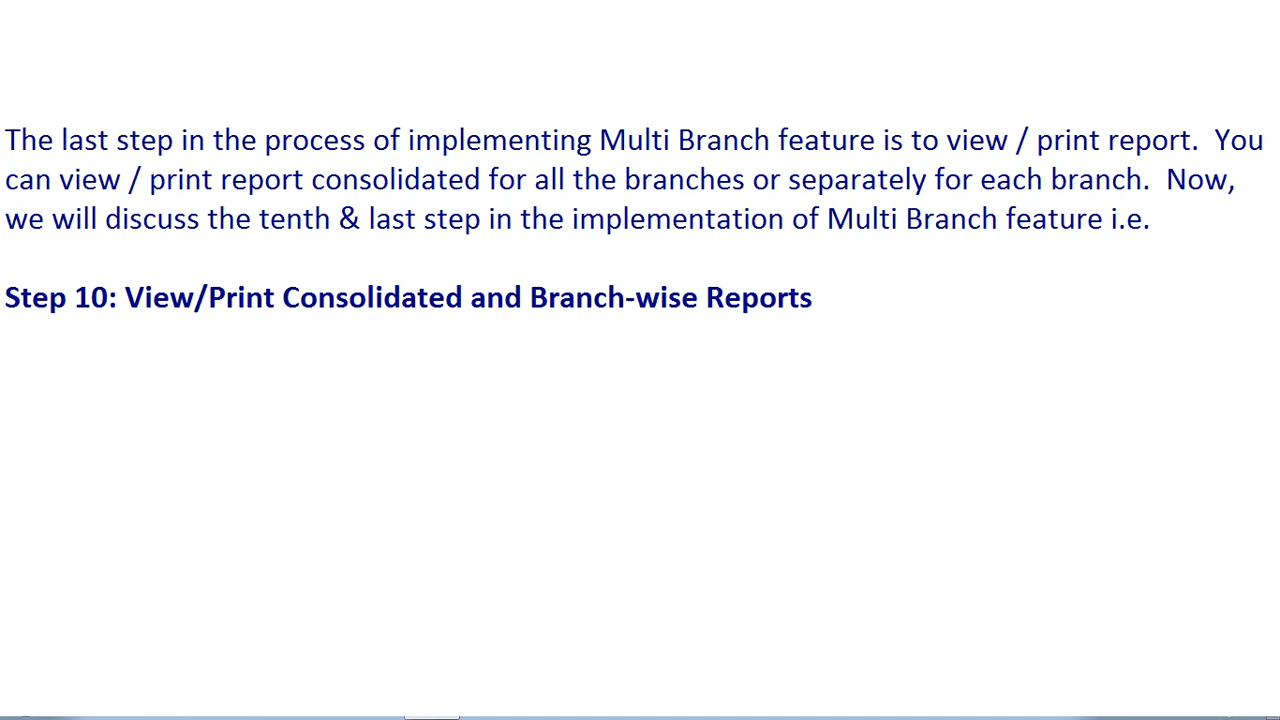 The last step in the process of implementing Multi Branch feature is to view / print report.  You
can view / print report consolidated for all the branches or separately for each branch.  Now,
we will discuss the tenth & last step in the implementation of Multi Branch feature i.e.
Step 10: View/Print Consolidated and Branch-wise Reports